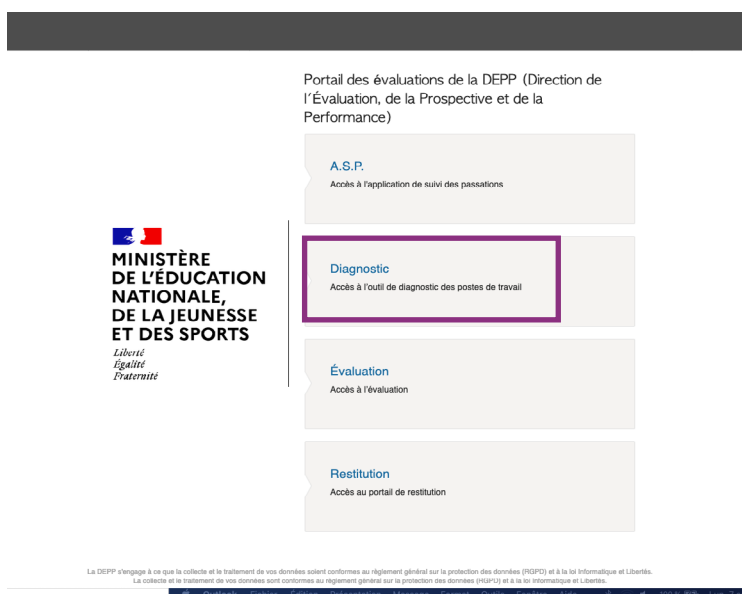 Portail des évaluations de la DEPP (Direction de
l´Évaluation, de la Prospective et de la
Performance)
A.S.P.
Accès à l'application de suivi des passations
MINISTÈRE
DE L'ÉDUCATION
NATIONALE,
DE LA JEUNESSE
ET DES SPORTS
Liberté
Égalité
Fraternité
Diagnostic
Accès à l'outil de diagnostic des postes de travail
Évaluation
Accès à l'évaluation
Restitution
Accès au portail de restitution
La DEPP s'engage à ce que la collecte et le traitement de vos données soient conformes au règlement général sur la protection des données (RGPD) et à la loi Informatique et Libertés.
La collecte et le traitement de vos données sont conformes au règlement général sur la protection des données (RGPD) et à la loi Informatique et Libertés.